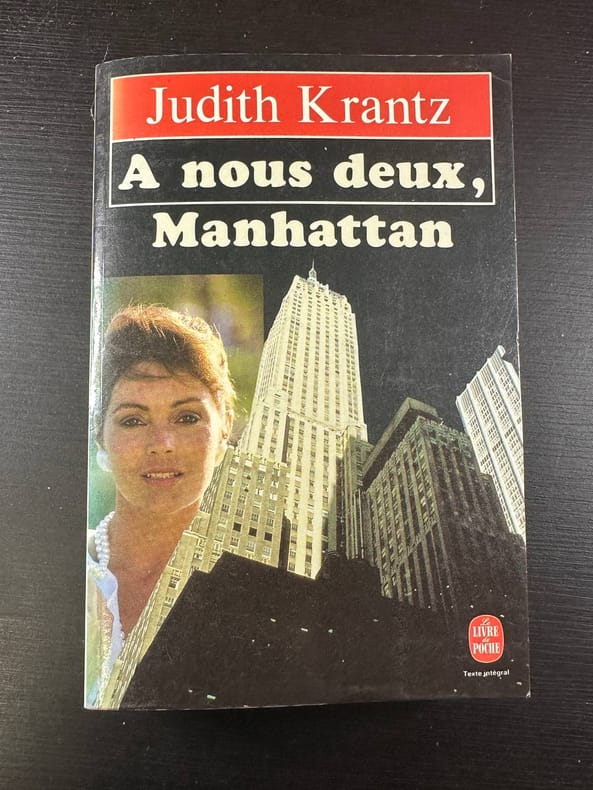 Judith Krantz
A nous deux,
Manhattan
Le
LIVRE
de
POCHE
Texte intégral